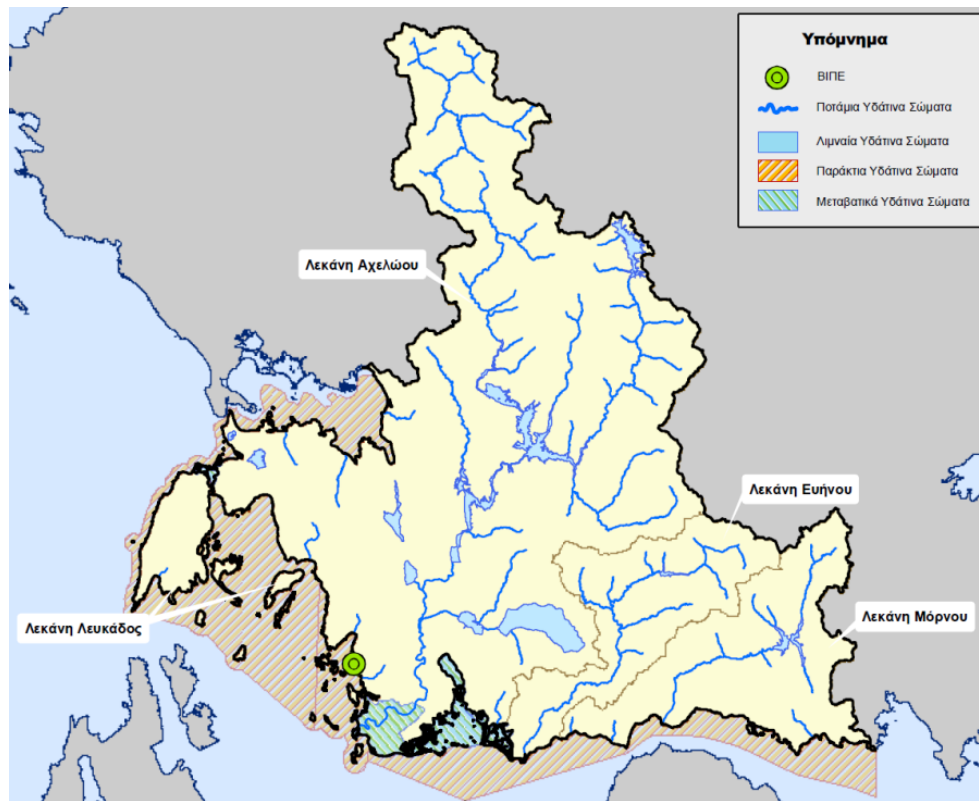 Υπόμνημα
ΒΙΠΕ
Ποτάμια Υδάτινα Σώματα
Λιμναία Υδάτινα Σώματα
Παράκτια Υδάτινα Σώματα
Μεταβατικά Υδάτινα Σώματα
Λεκάνη Αχελώου
Λεκάνη Ευήνου
Λεκάνη Λευκάδος
Λεκάνη Μόρνου